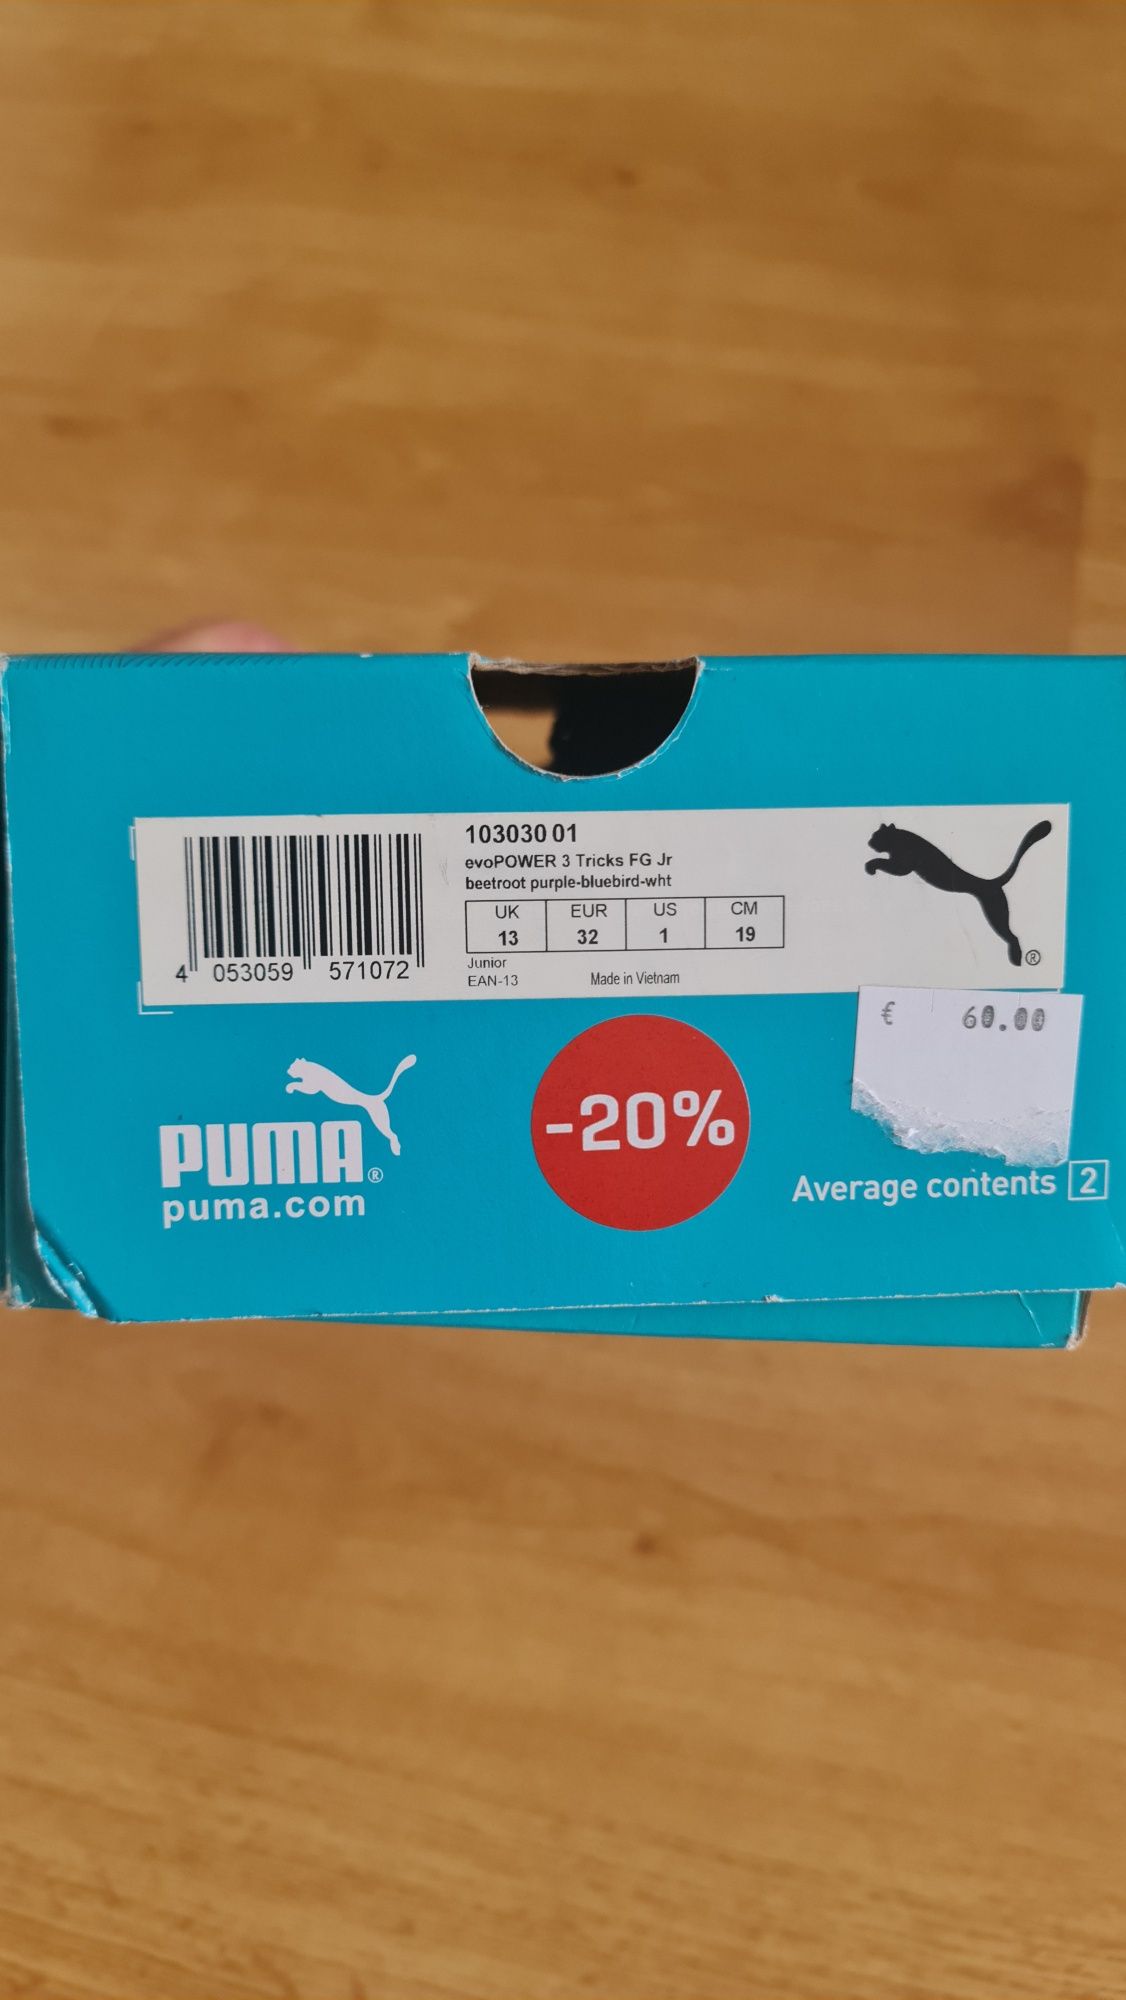 103030 01
evoPOWER 3 Tricks FG Jr
beetroot purple-bluebird-wht
UK EUR US CM
13 32 1 19
Junior
EAN-13 Made in Vietnam
4 053059 571072
®
€ 60.00
PUMA®
puma.com
-20%
Average contents 2